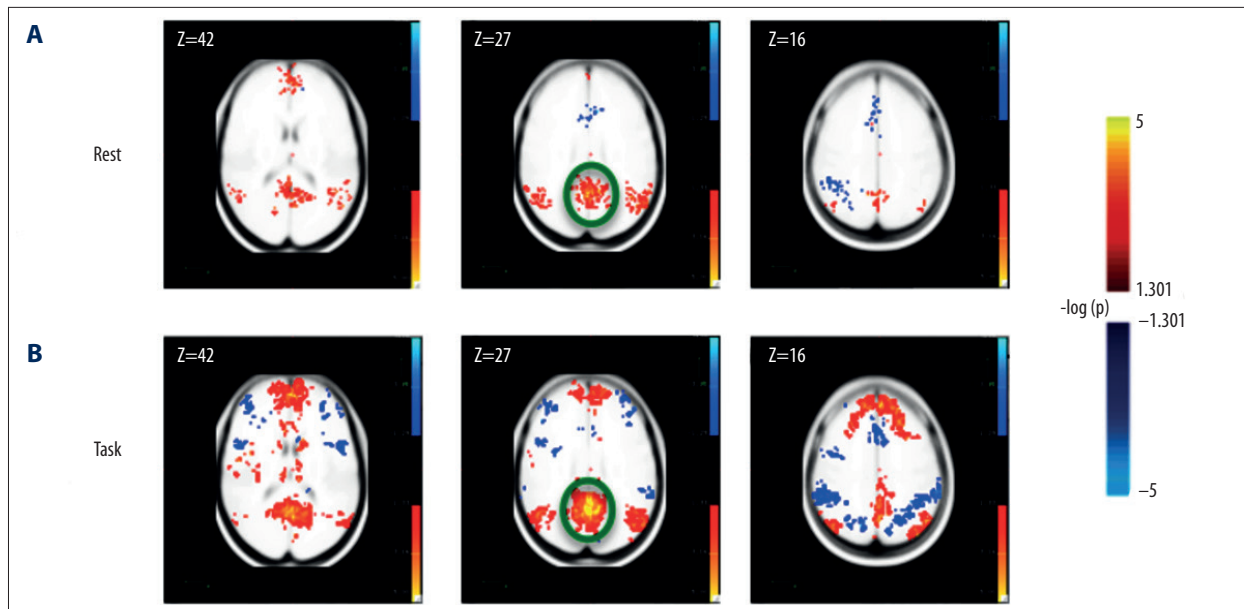 A
Z=42
Z=27
Z=16
Rest
5
1.301
-log (p)
−1.301
−5
B
Z=42
Z=27
Z=16
Task